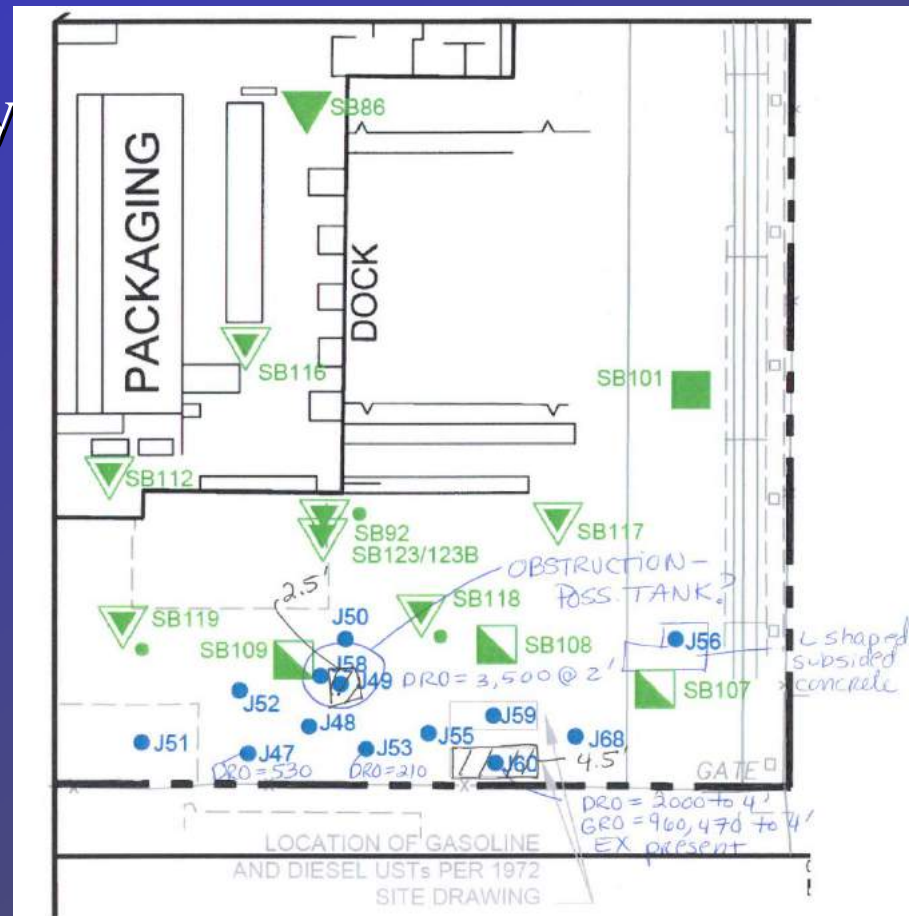 SB86
PACKAGING
DOCK
SB116
SB101
SB112
SB92
SB123/123B
SB117
OBSTRUCTION -
POSS. TANK?
2.5'
SB119
SB118
J50
SB109
SB108
J56
L shaped
subsided
concrete
J58
J49
DRO = 3,500 @ 2'
SB107
J52
J59
J48
J55
J68
J51
J47
J53
J60
4.5'
GATE
DRO = 530
DRO = 210
DRO = 2000 to 4'
GRO = 960, 470 to 4'
EX present
LOCATION OF GASOLINE
AND DIESEL USTs PER 1972
SITE DRAWING